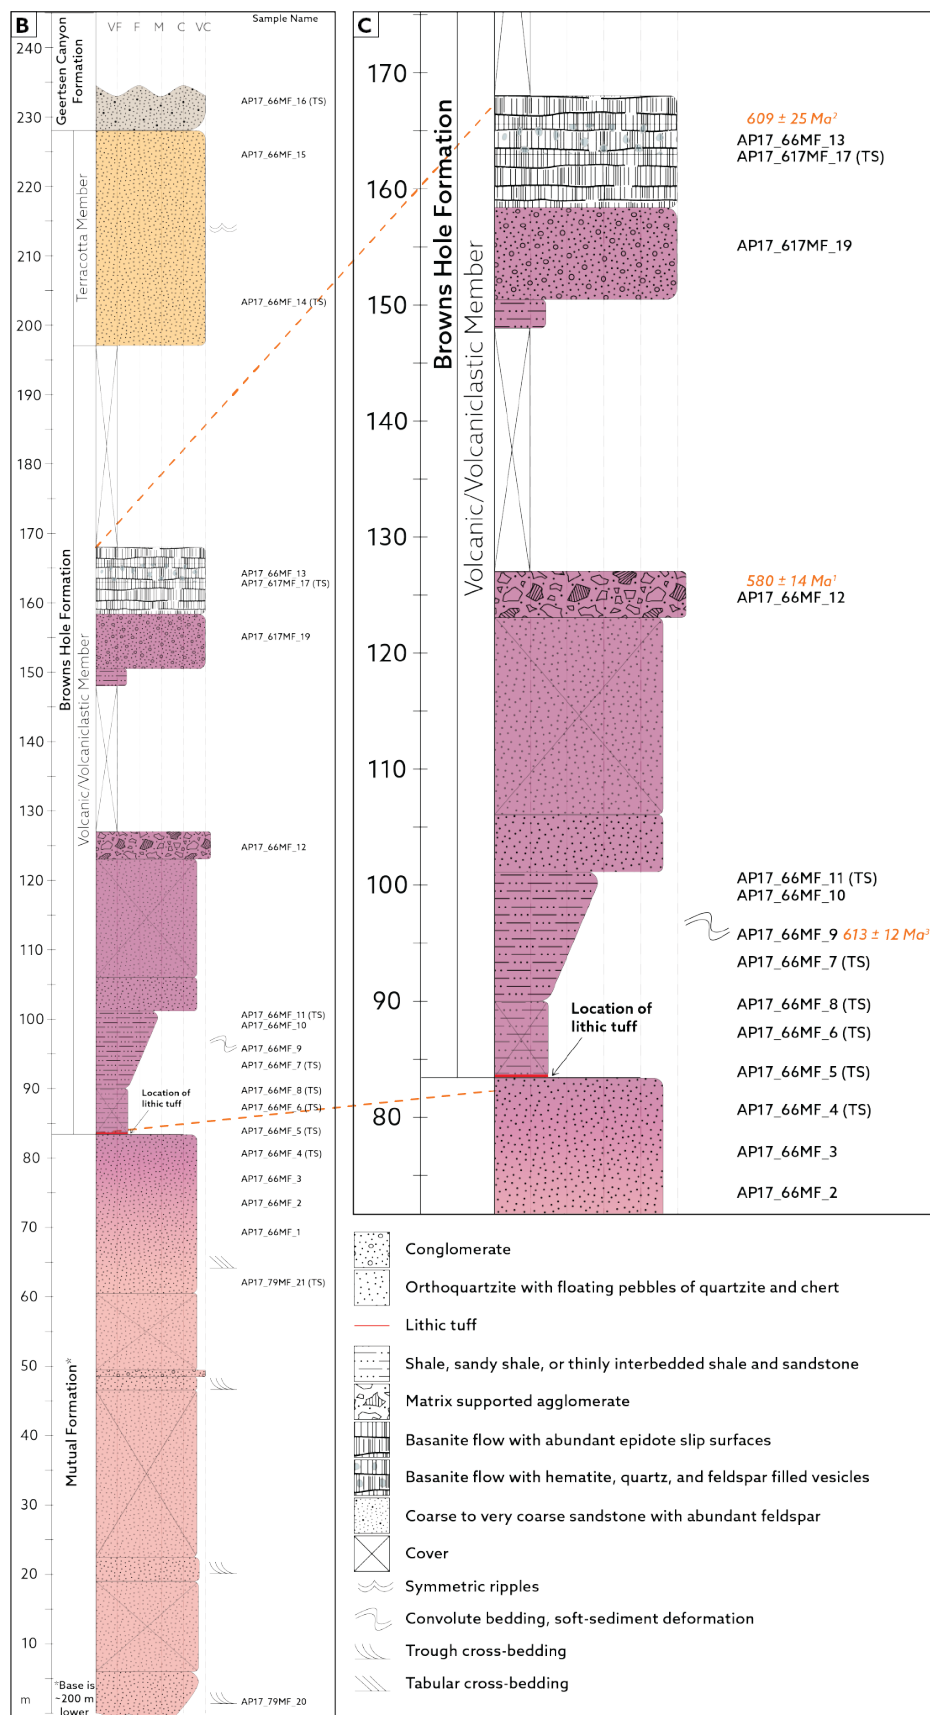 B
VF F M C VC
Sample Name
240
230
220
210
200
190
180
170
160
150
140
130
120
110
100
90
80
70
60
50
40
30
20
10
m
Geertsen Canyon
Formation
Terracotta Member
Browns Hole Formation
Volcanic/Volcaniclastic Member
Mutual Formation*
*Base is
~200 m
lower
AP17_66MF_16 (TS)
AP17_66MF_15
AP17_66MF_14 (TS)
AP17_66MF_13
AP17_617MF_17 (TS)
AP17_617MF_19
AP17_66MF_12
AP17_66MF_11 (TS)
AP17_66MF_10
AP17_66MF_9
AP17_66MF_7 (TS)
AP17_66MF_8 (TS)
Location of
lithic tuff
AP17_66MF_6 (TS)
AP17_66MF_5 (TS)
AP17_66MF_4 (TS)
AP17_66MF_3
AP17_66MF_2
AP17_66MF_1
AP17_79MF_21 (TS)
AP17_79MF_20
C
170
160
150
140
130
120
110
100
90
80
Browns Hole Formation
Volcanic/Volcaniclastic Member
609 ± 25 Ma²
AP17_66MF_13
AP17_617MF_17 (TS)
AP17_617MF_19
580 ± 14 Ma¹
AP17_66MF_12
AP17_66MF_11 (TS)
AP17_66MF_10
AP17_66MF_9 613 ± 12 Ma³
AP17_66MF_7 (TS)
AP17_66MF_8 (TS)
Location of
lithic tuff
AP17_66MF_6 (TS)
AP17_66MF_5 (TS)
AP17_66MF_4 (TS)
AP17_66MF_3
AP17_66MF_2
Conglomerate
Orthoquartzite with floating pebbles of quartzite and chert
Lithic tuff
Shale, sandy shale, or thinly interbedded shale and sandstone
Matrix supported agglomerate
Basanite flow with abundant epidote slip surfaces
Basanite flow with hematite, quartz, and feldspar filled vesicles
Coarse to very coarse sandstone with abundant feldspar
Cover
Symmetric ripples
Convolute bedding, soft-sediment deformation
Trough cross-bedding
Tabular cross-bedding